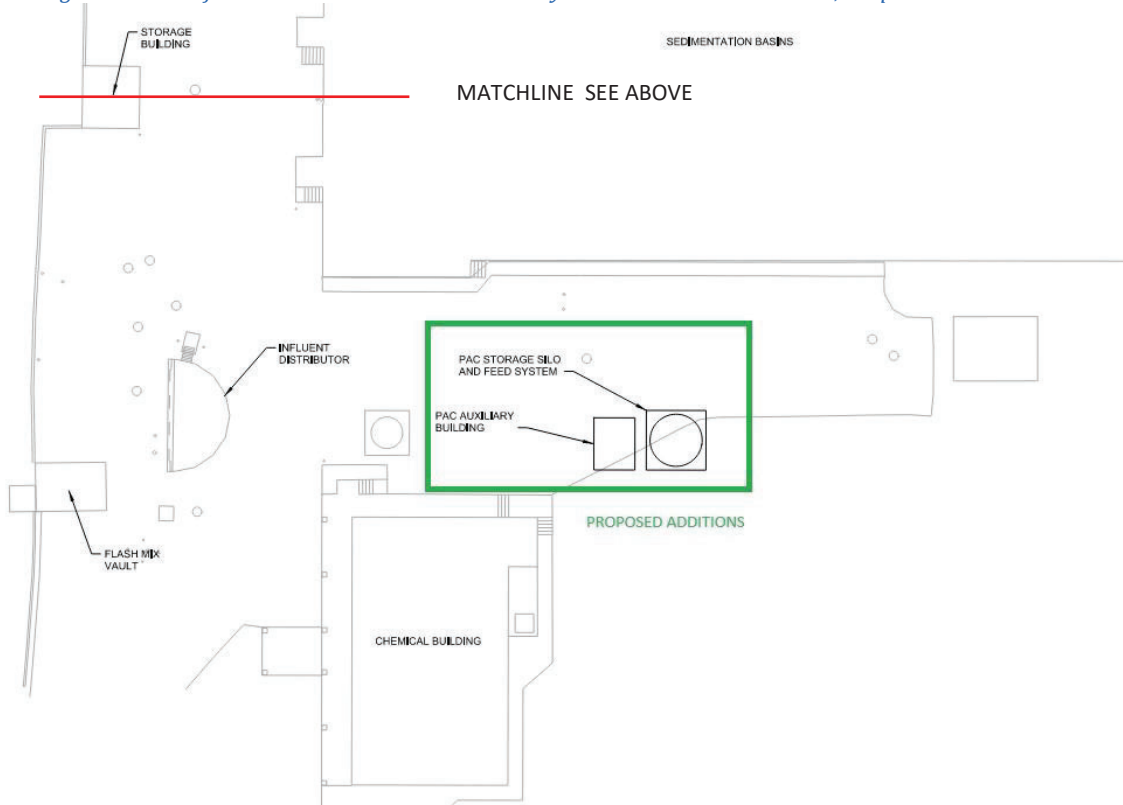 STORAGE
BUILDING
SEDIMENTATION BASINS
MATCHLINE SEE ABOVE
INFLUENT
DISTRIBUTOR
PAC STORAGE SILO
AND FEED SYSTEM
PAC AUXILIARY
BUILDING
PROPOSED ADDITIONS
FLASH MIX
VAULT
CHEMICAL BUILDING